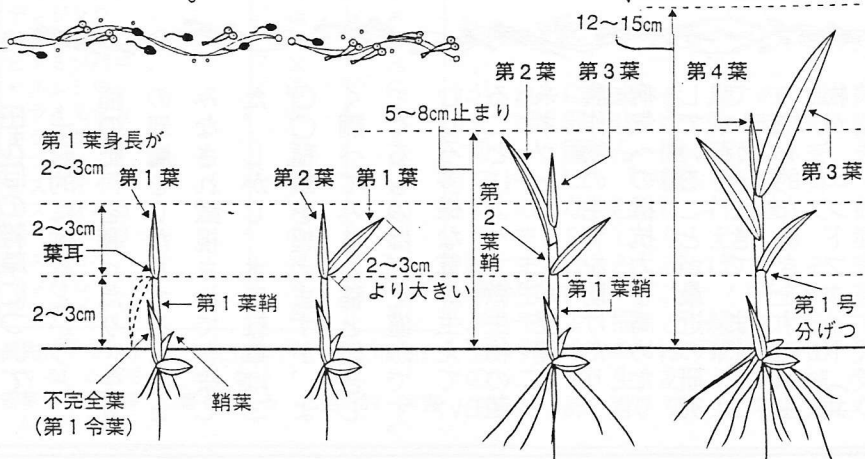 12〜15cm
第2葉
第3葉
第4葉
5〜8cm止まり
第3葉
第1葉身長が
2〜3cm
第1葉
第2葉
第1葉
2〜3cm
葉耳
第2葉鞘
2〜3cm
より大きい
2〜3cm
第1葉鞘
第1葉鞘
第1号
分げつ
不完全葉
(第1令葉)
鞘葉